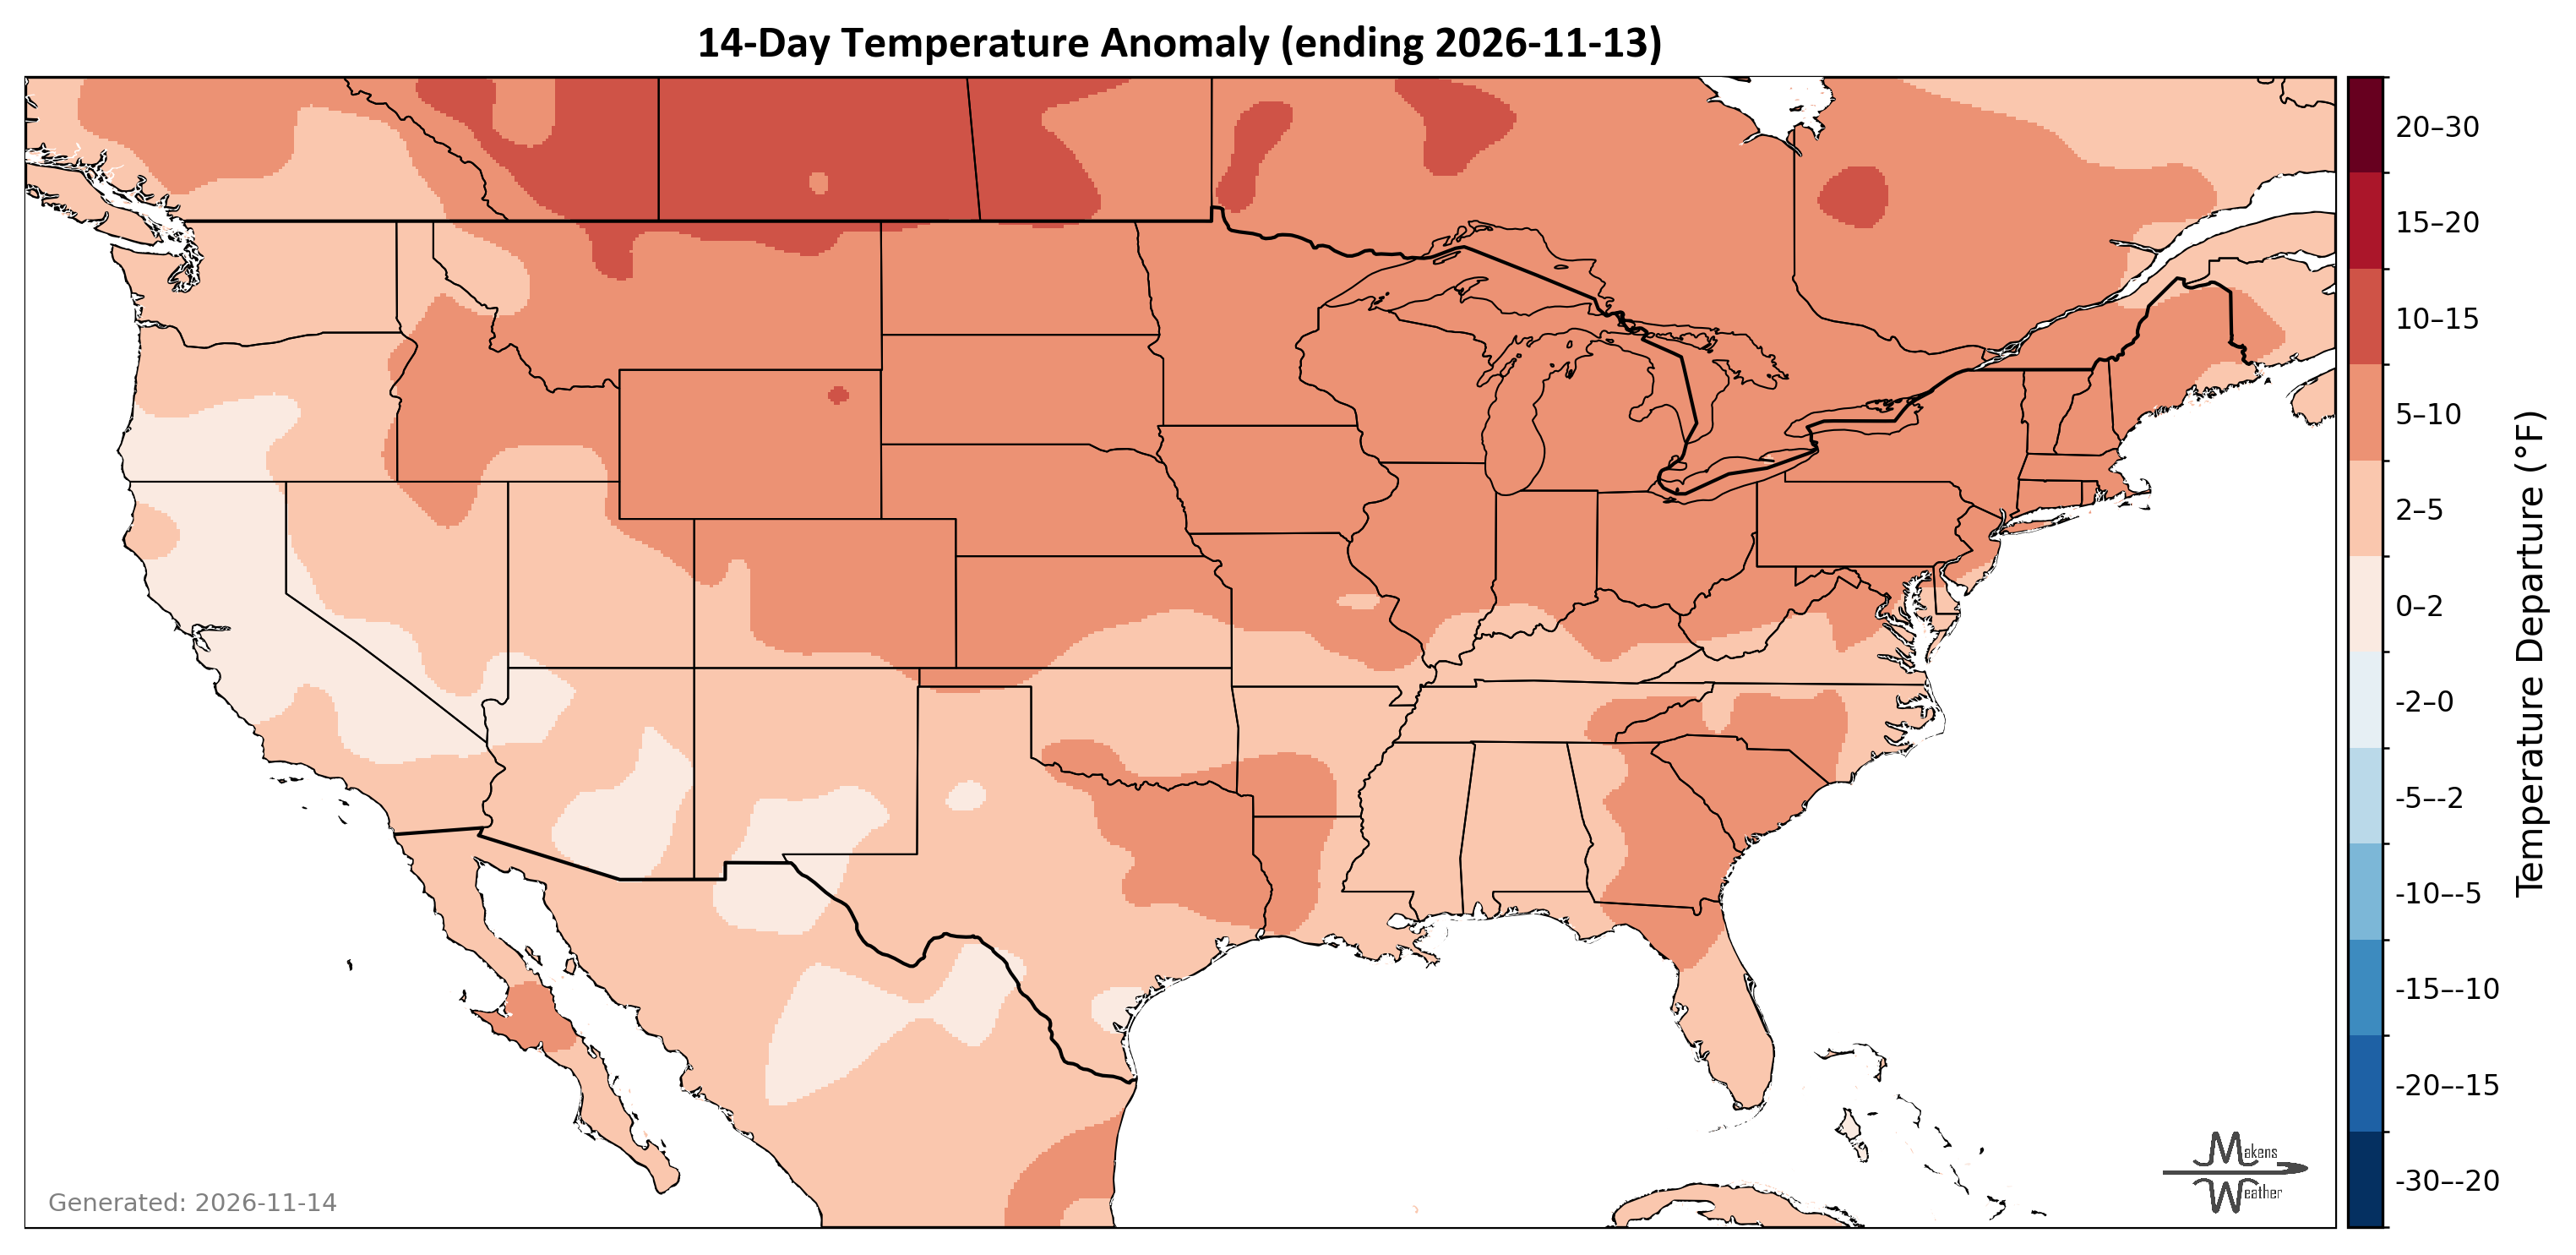 14-Day Temperature Anomaly (ending 2026-11-13)
20–30
15–20
10–15
5–10
2–5
0–2
-2–0
-5–-2
-10–-5
-15–-10
-20–-15
-30–-20
Temperature Departure (°F)
Makens
Weather
Generated: 2026-11-14